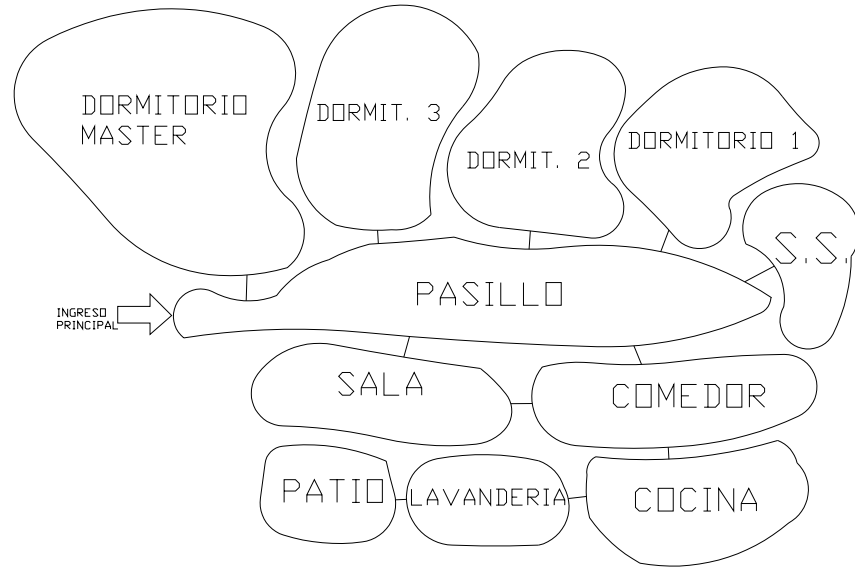 DORMITORIO
MASTER
DORMIT. 3
DORMIT. 2
DORMITORIO 1
S.S.
PASILLO
INGRESO
PRINCIPAL
SALA
COMEDOR
PATIO
LAVANDERIA
COCINA